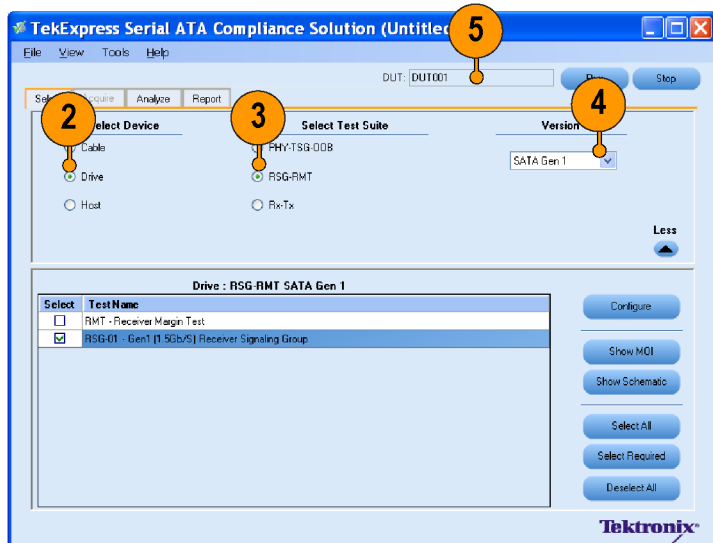 TekExpress Serial ATA Compliance Solution (Untitled
5
File View Tools Help
DUT: DUT001
Stop
Acquire Analyze Report
2
3
4
Select Device
Select Test Suite
Version
Cable
PHY-TSG-OOB
SATA Gen 1
Drive
RSG-RMT
Host
Rx-Tx
Less
Drive : RSG-RMT SATA Gen 1
Select Test Name
RMT - Receiver Margin Test
RSG-01 - Gen1 (1.5Gb/S) Receiver Signaling Group
Configure
Show MOI
Show Schematic
Select All
Select Required
Deselect All
Tektronix